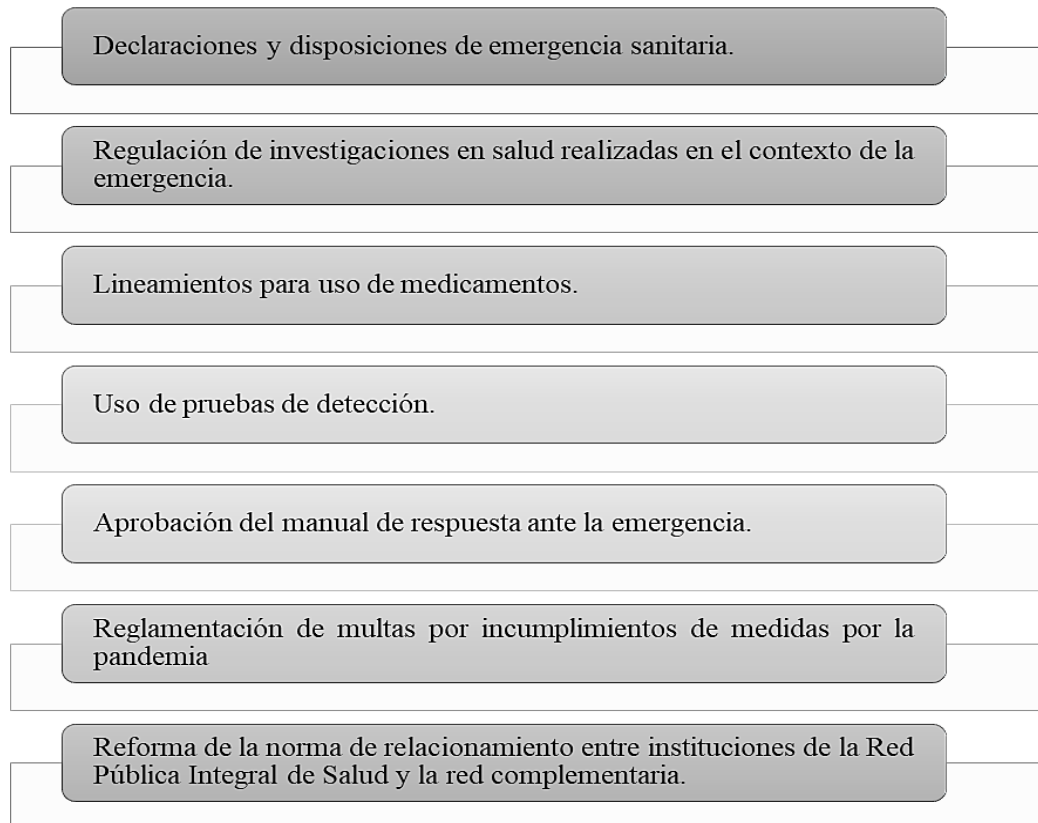 Declaraciones y disposiciones de emergencia sanitaria.
Regulación de investigaciones en salud realizadas en el contexto de la
emergencia.
Lineamientos para uso de medicamentos.
Uso de pruebas de detección.
Aprobación del manual de respuesta ante la emergencia.
Reglamentación de multas por incumplimientos de medidas por la
pandemia
Reforma de la norma de relacionamiento entre instituciones de la Red
Pública Integral de Salud y la red complementaria.